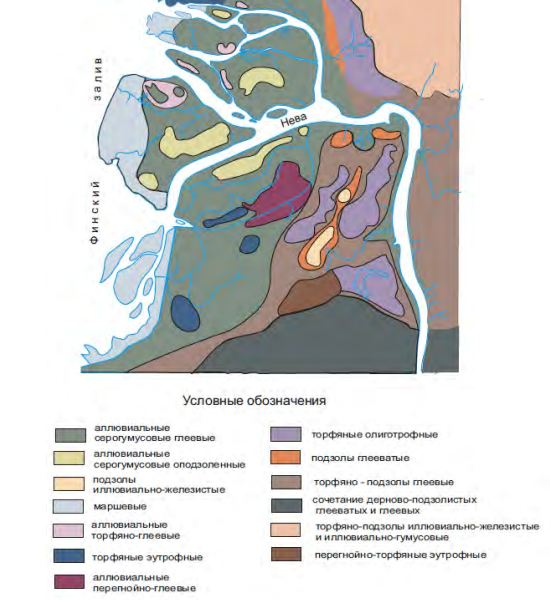 залив
Финский
Нева
Условные обозначения
аллювиальные
серогумусовые глеевые
аллювиальные
серогумусовые оподзоленные
подзолы
иллювиально-железистые
маршевые
аллювиальные
торфяно-глеевые
торфяные эутрофные
аллювиальные
перегнойно-глеевые
торфяные олиготрофные
подзолы глееватые
торфяно - подзолы глеевые
сочетание дерново-подзолистых
глееватых и глеевых
торфяно-подзолы иллювиально-железистые
и иллювиально-гумусовые
перегнойно-торфяные эутрофные